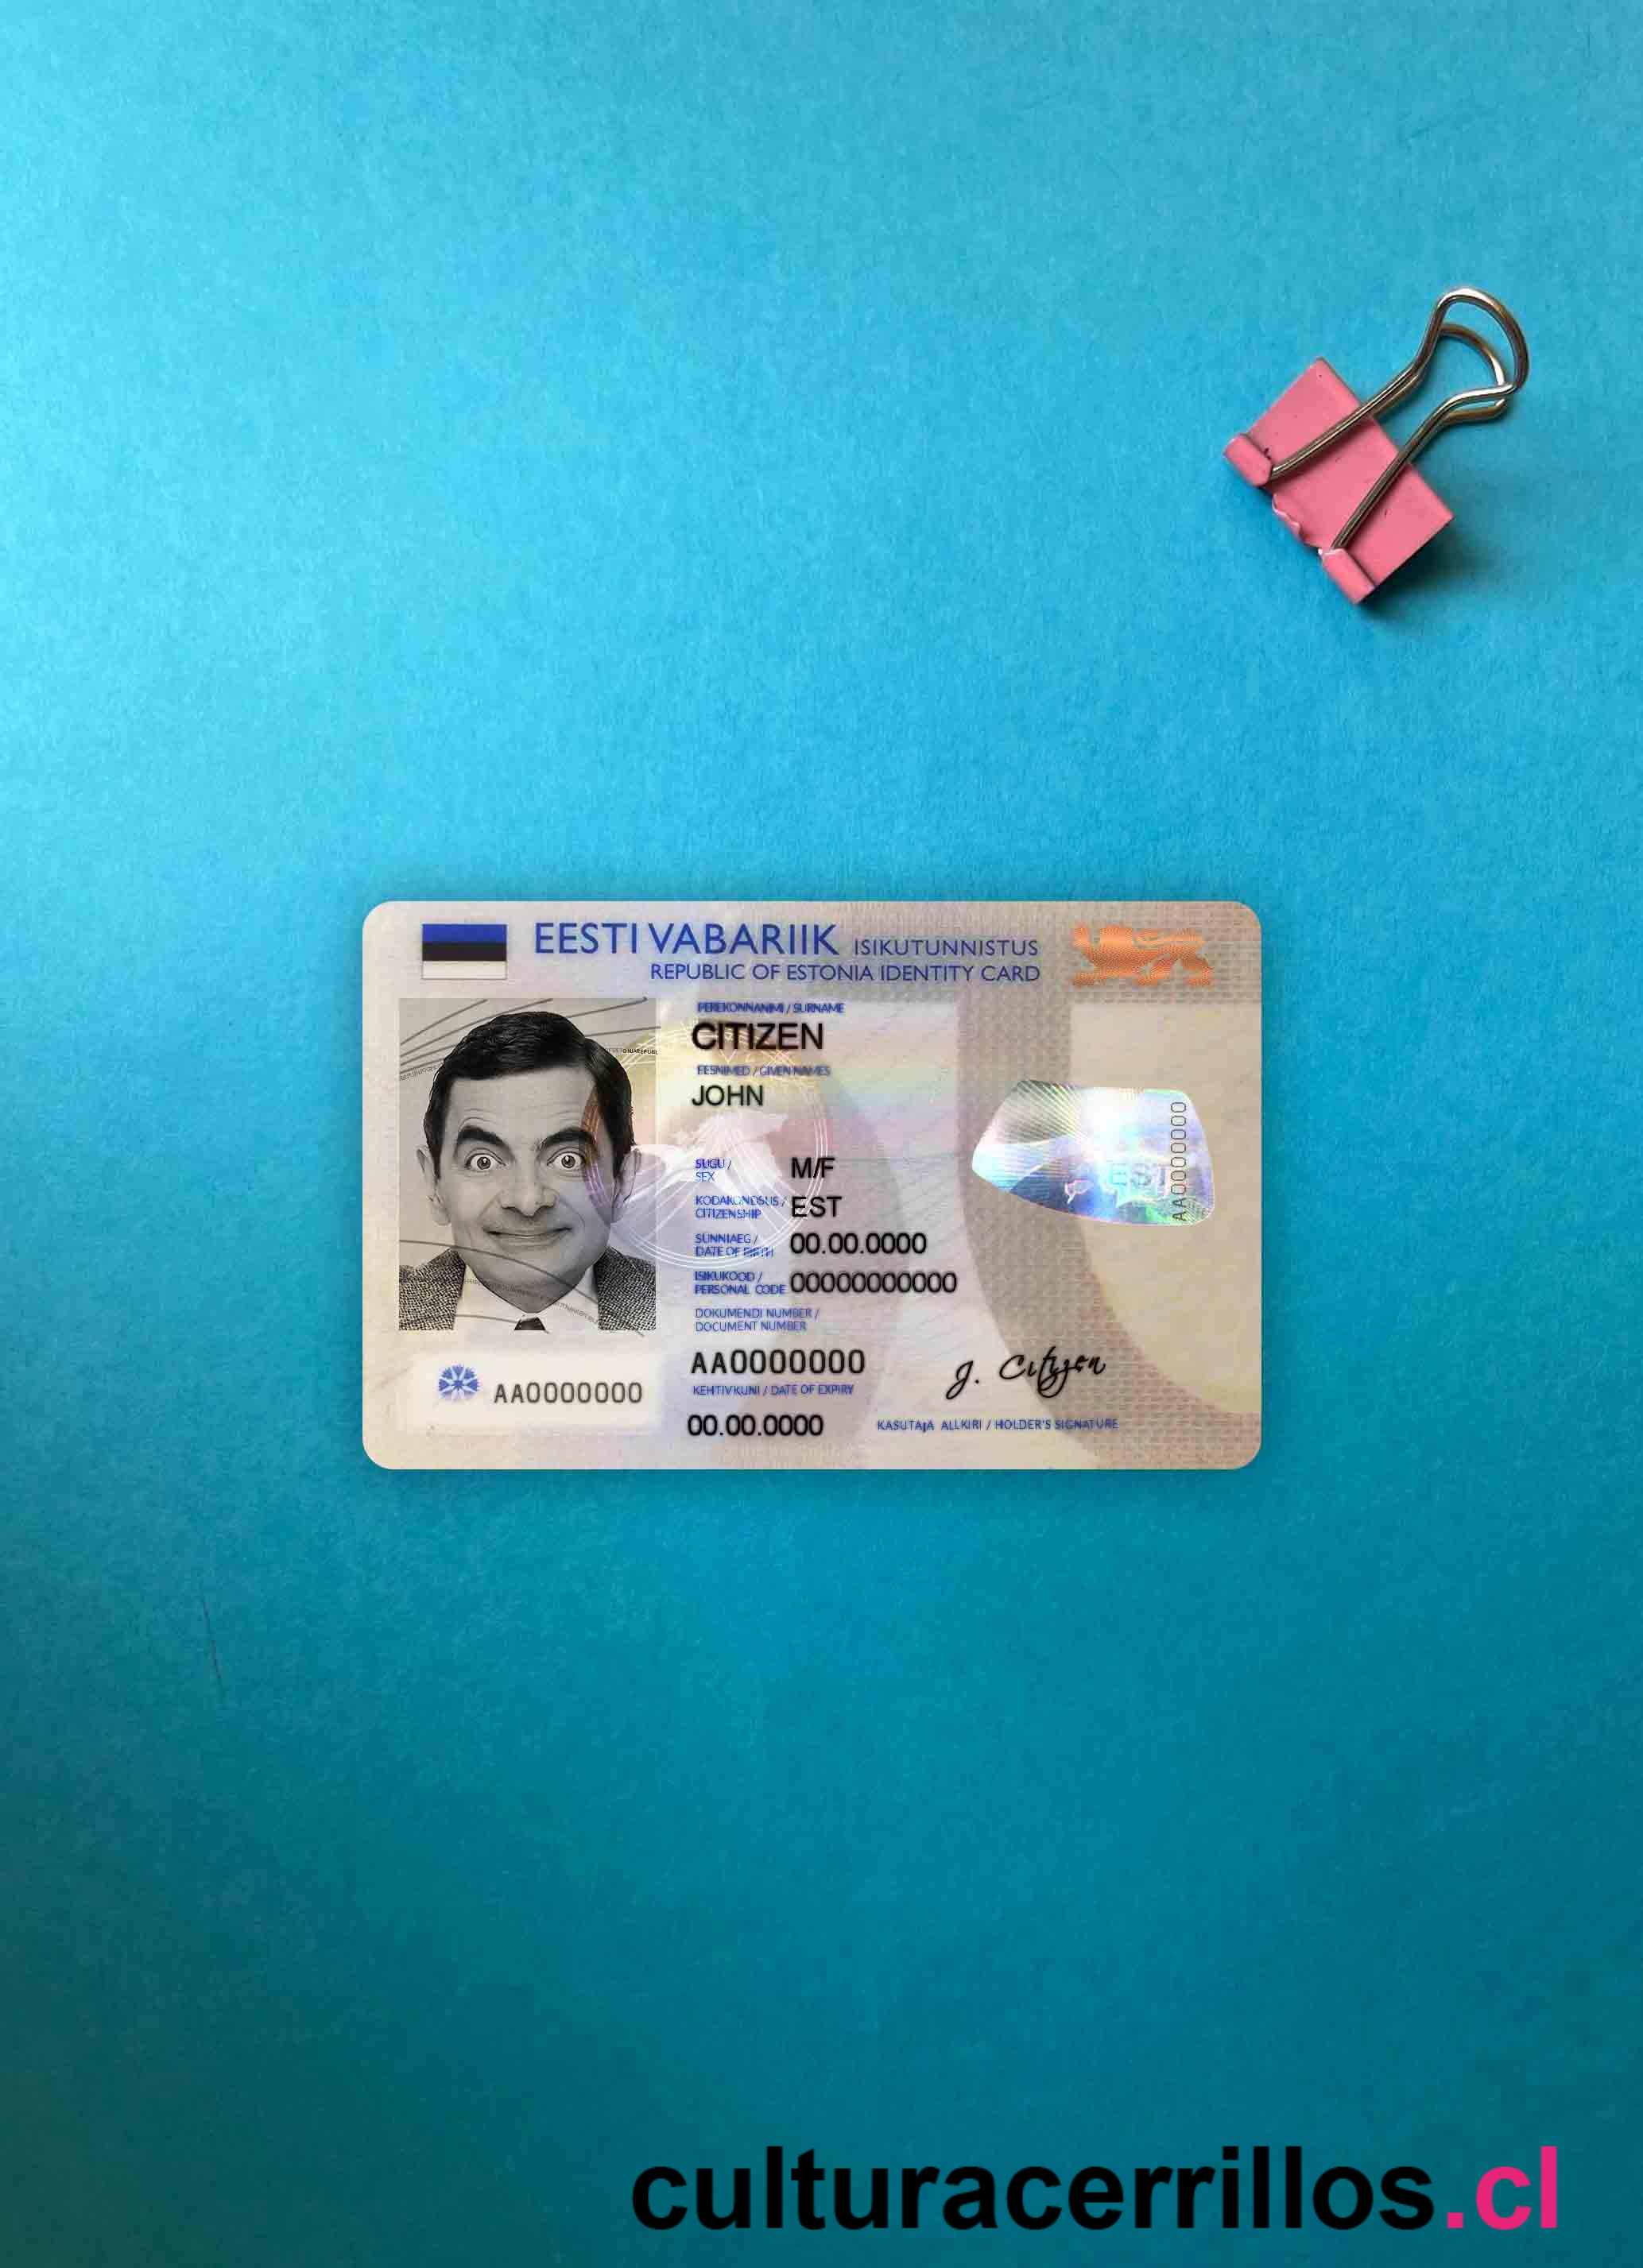 EESTI VABARIIK ISIKUTUNNISTUS
REPUBLIC OF ESTONIA IDENTITY CARD
PEREKONNANIMI / SURNAME
CITIZEN
EESNIMED / GIVEN NAMES
JOHN
SUGU /
SEX
M/F
KODAKONDSUS /
CITIZENSHIP
EST
SUNNIAEG /
DATE OF BIRTH
00.00.0000
ISIKUKOOD /
PERSONAL CODE
00000000000
DOKUMENDI NUMBER /
DOCUMENT NUMBER
AA0000000
KEHTIV KUNI / DATE OF EXPIRY
00.00.0000
J. Citizen
KASUTAJA ALLKIRI / HOLDER'S SIGNATURE
AA0000000
EST
AA0000000
culturacerrillos.cl